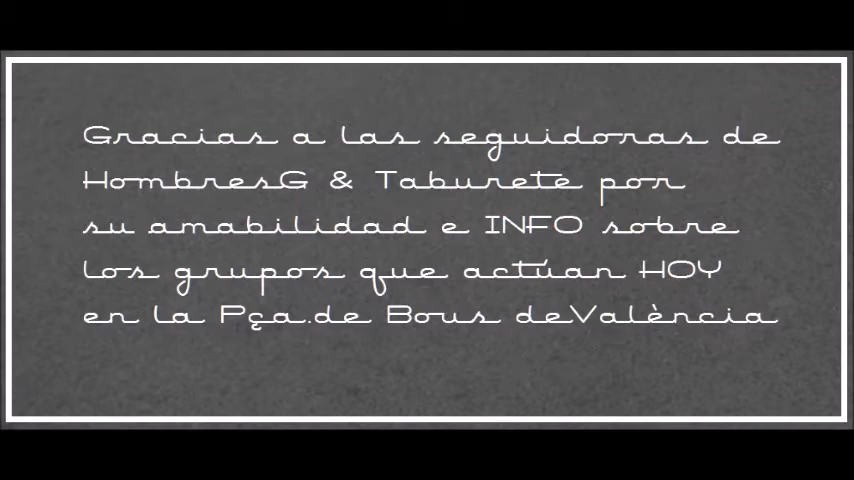 Gracias a las seguidoras de
HombresG & Taburete por
su amabilidad e INFO sobre
los grupos que actúan HOY
en la Pça.de Bous deValència